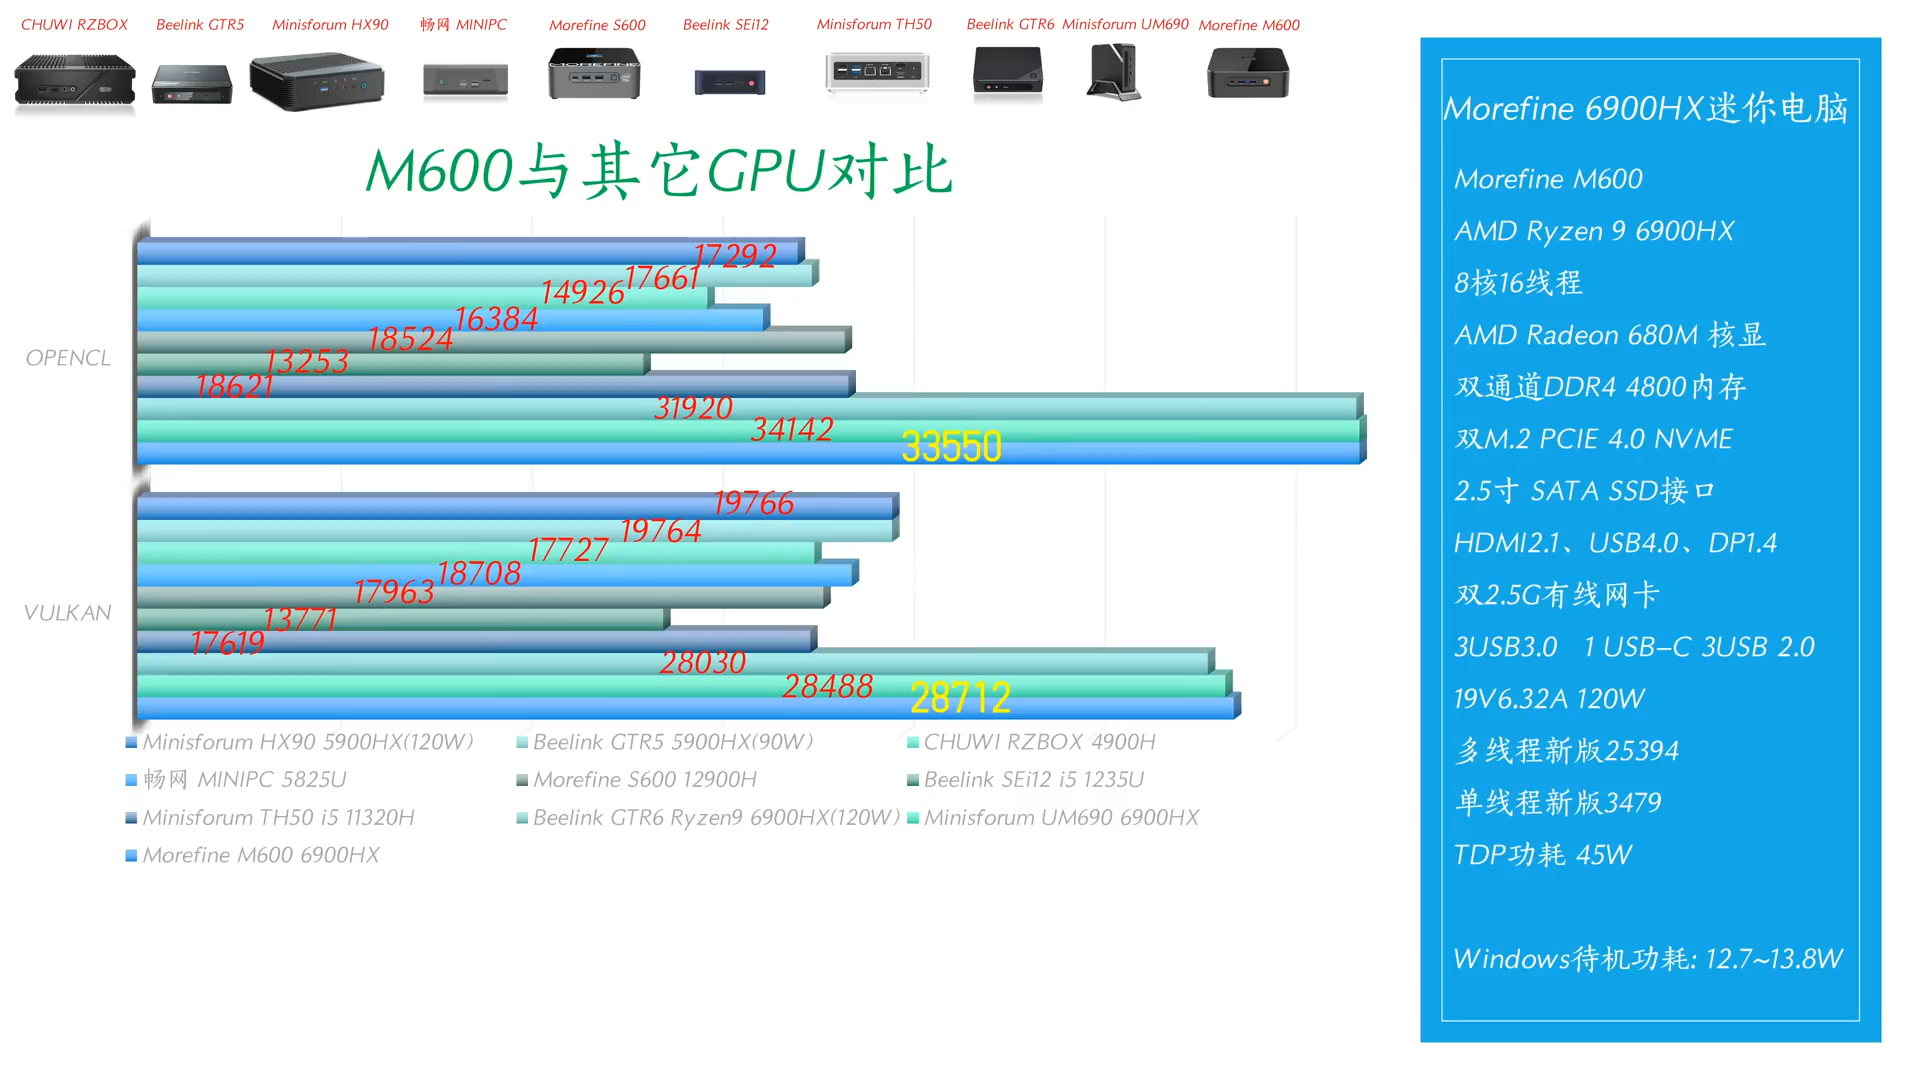 CHUWI RZBOX
Beelink GTR5
Minisforum HX90
畅网 MINIPC
Morefine S600
Beelink SEi12
Minisforum TH50
Beelink GTR6
Minisforum UM690
Morefine M600
M600与其它GPU对比
OPENCL
17292
17661
14926
16384
18524
13253
18621
31920
34142
33550
VULKAN
19766
19764
17727
18708
17963
13771
17619
28030
28488
28712
Minisforum HX90 5900HX(120W)
Beelink GTR5 5900HX(90W)
CHUWI RZBOX 4900H
畅网 MINIPC 5825U
Morefine S600 12900H
Beelink SEi12 i5 1235U
Minisforum TH50 i5 11320H
Beelink GTR6 Ryzen9 6900HX(120W)
Minisforum UM690 6900HX
Morefine M600 6900HX
Morefine 6900HX迷你电脑
Morefine M600
AMD Ryzen 9 6900HX
8核16线程
AMD Radeon 680M 核显
双通道DDR4 4800内存
双M.2 PCIE 4.0 NVME
2.5寸 SATA SSD接口
HDMI2.1、USB4.0、DP1.4
双2.5G有线网卡
3USB3.0 1 USB-C 3USB 2.0
19V6.32A 120W
多线程新版25394
单线程新版3479
TDP功耗 45W
Windows待机功耗: 12.7~13.8W